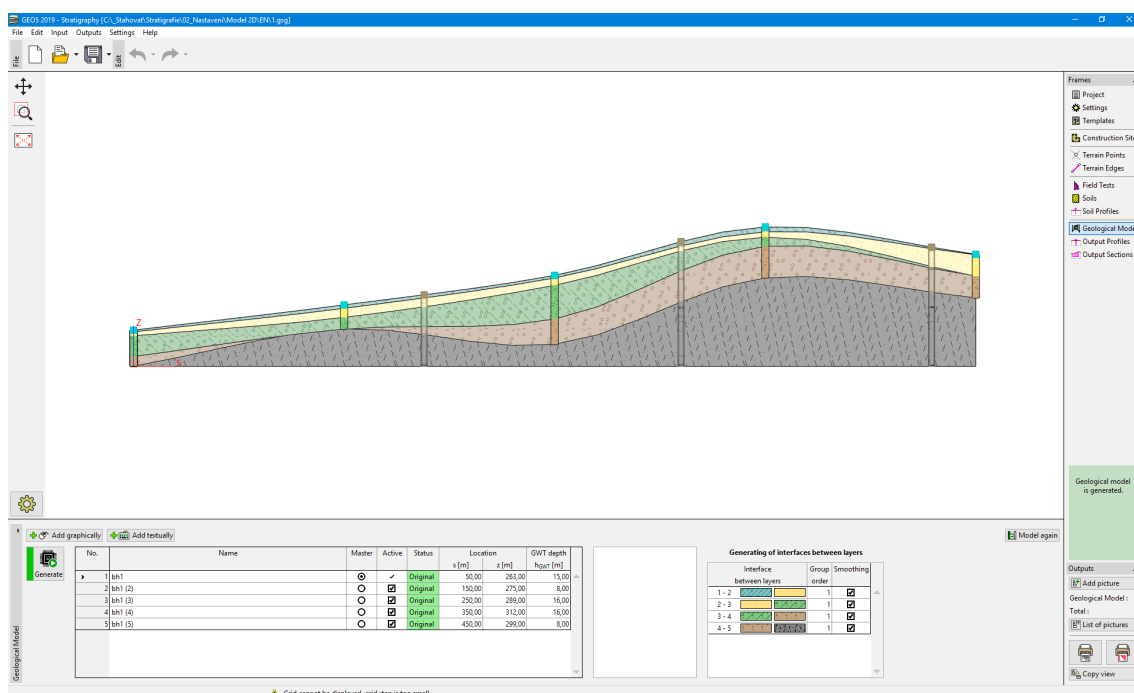 GEO5 2019 - Stratigraphy [C:\_Stahovat\Stratigrafie\02_Nastaveni\Model 2D\EN\1.gsg]
File Edit Input Outputs Settings Help
File
Edit
Frames
Project
Settings
Templates
Construction Site
Terrain Points
Terrain Edges
Field Tests
Soils
Soil Profiles
Geological Mode
Output Profiles
Output Sections
Z
S
Geological model
is generated.
Add graphically Add textually
Model again
Generate
Geological Model
No. Name Master Active Status Location GWT depth
s [m] z [m] hGWT [m]
1 bh1 Original 50,00 263,00 15,00
2 bh1 (2) Original 150,00 275,00 8,00
3 bh1 (3) Original 250,00 289,00 16,00
4 bh1 (4) Original 350,00 312,00 16,00
5 bh1 (5) Original 450,00 299,00 8,00
Generating of interfaces between layers
Interface Group Smoothing
between layers order
1 - 2 1
2 - 3 1
3 - 4 1
4 - 5 1
Outputs
Add picture
Geological Model :
Total :
List of pictures
Copy view